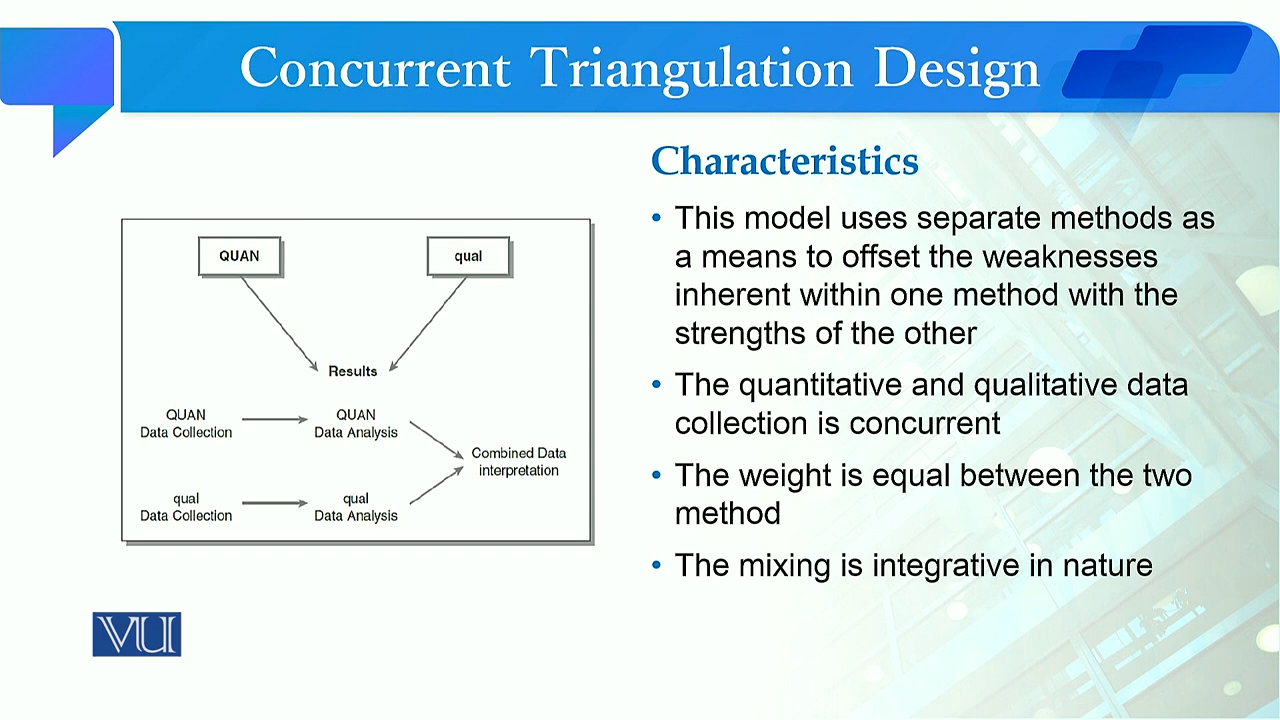 Concurrent Triangulation Design
QUAN
qual
Results
QUAN
Data Collection
QUAN
Data Analysis
Combined Data
interpretation
qual
Data Collection
qual
Data Analysis
Characteristics
• This model uses separate methods as
a means to offset the weaknesses
inherent within one method with the
strengths of the other
• The quantitative and qualitative data
collection is concurrent
• The weight is equal between the two
method
• The mixing is integrative in nature
VU